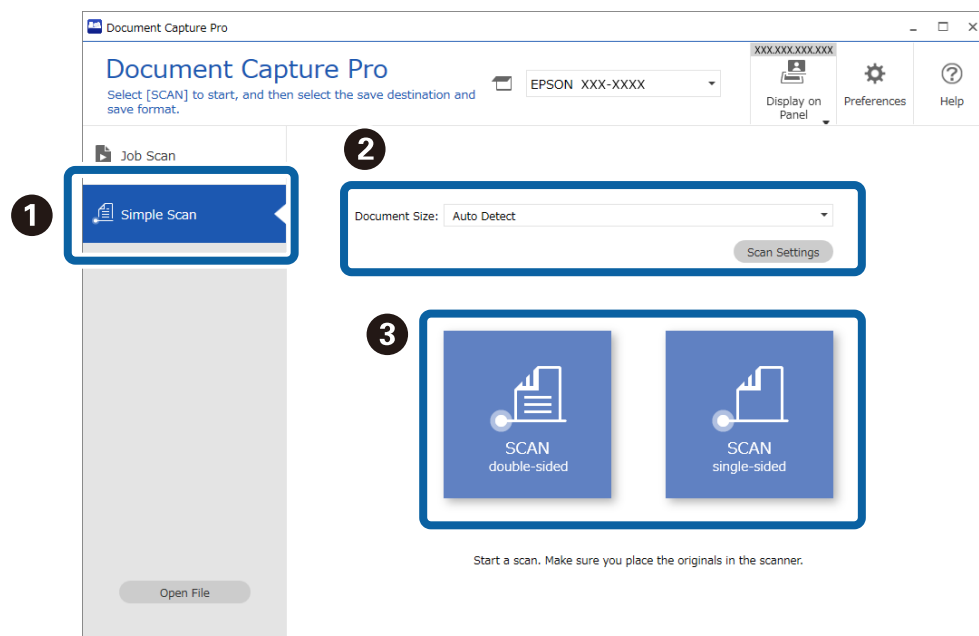 Document Capture Pro
Document Capture Pro
Select [SCAN] to start, and then select the save destination and
save format.
EPSON XXX-XXXX
XXX.XXX.XXX.XXX
Display on
Panel
Preferences
Help
Job Scan
1
Simple Scan
2
Document Size: Auto Detect
Scan Settings
3
SCAN
double-sided
SCAN
single-sided
Start a scan. Make sure you place the originals in the scanner.
Open File